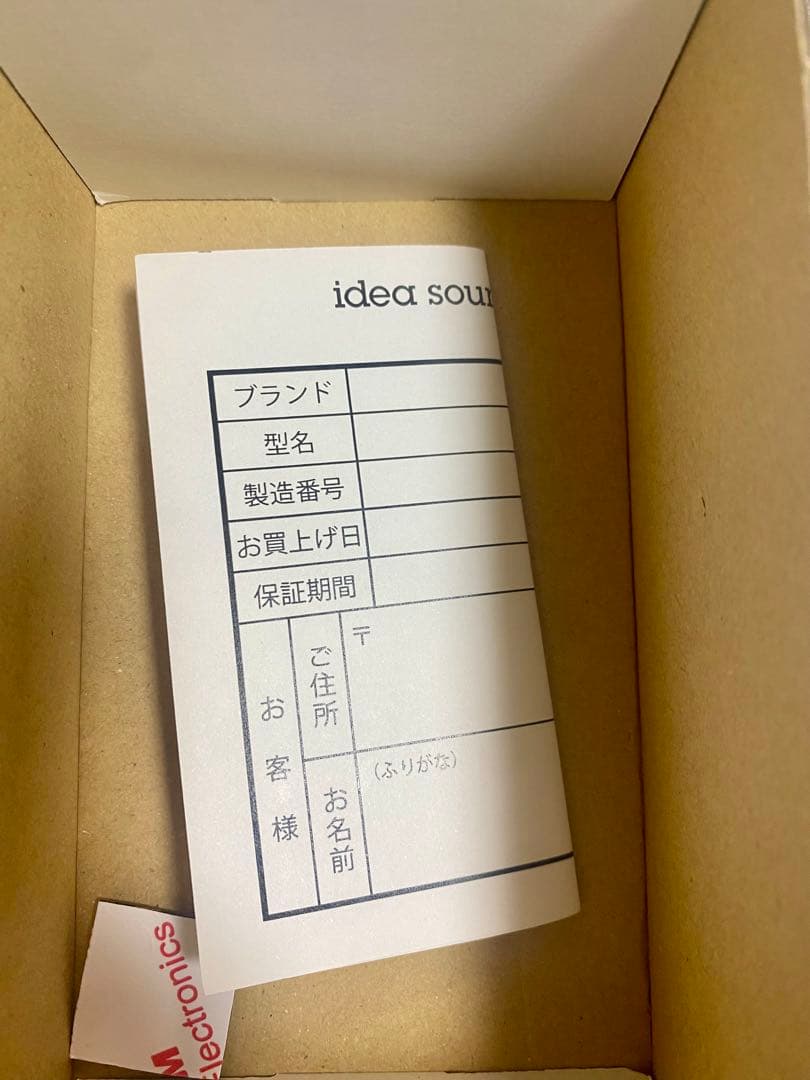 idea sou
ブランド
型名
製造番号
お買上げ日
保証期間
お客様
ご住所
〒
お名前
(ふりがな)
M
lectronics